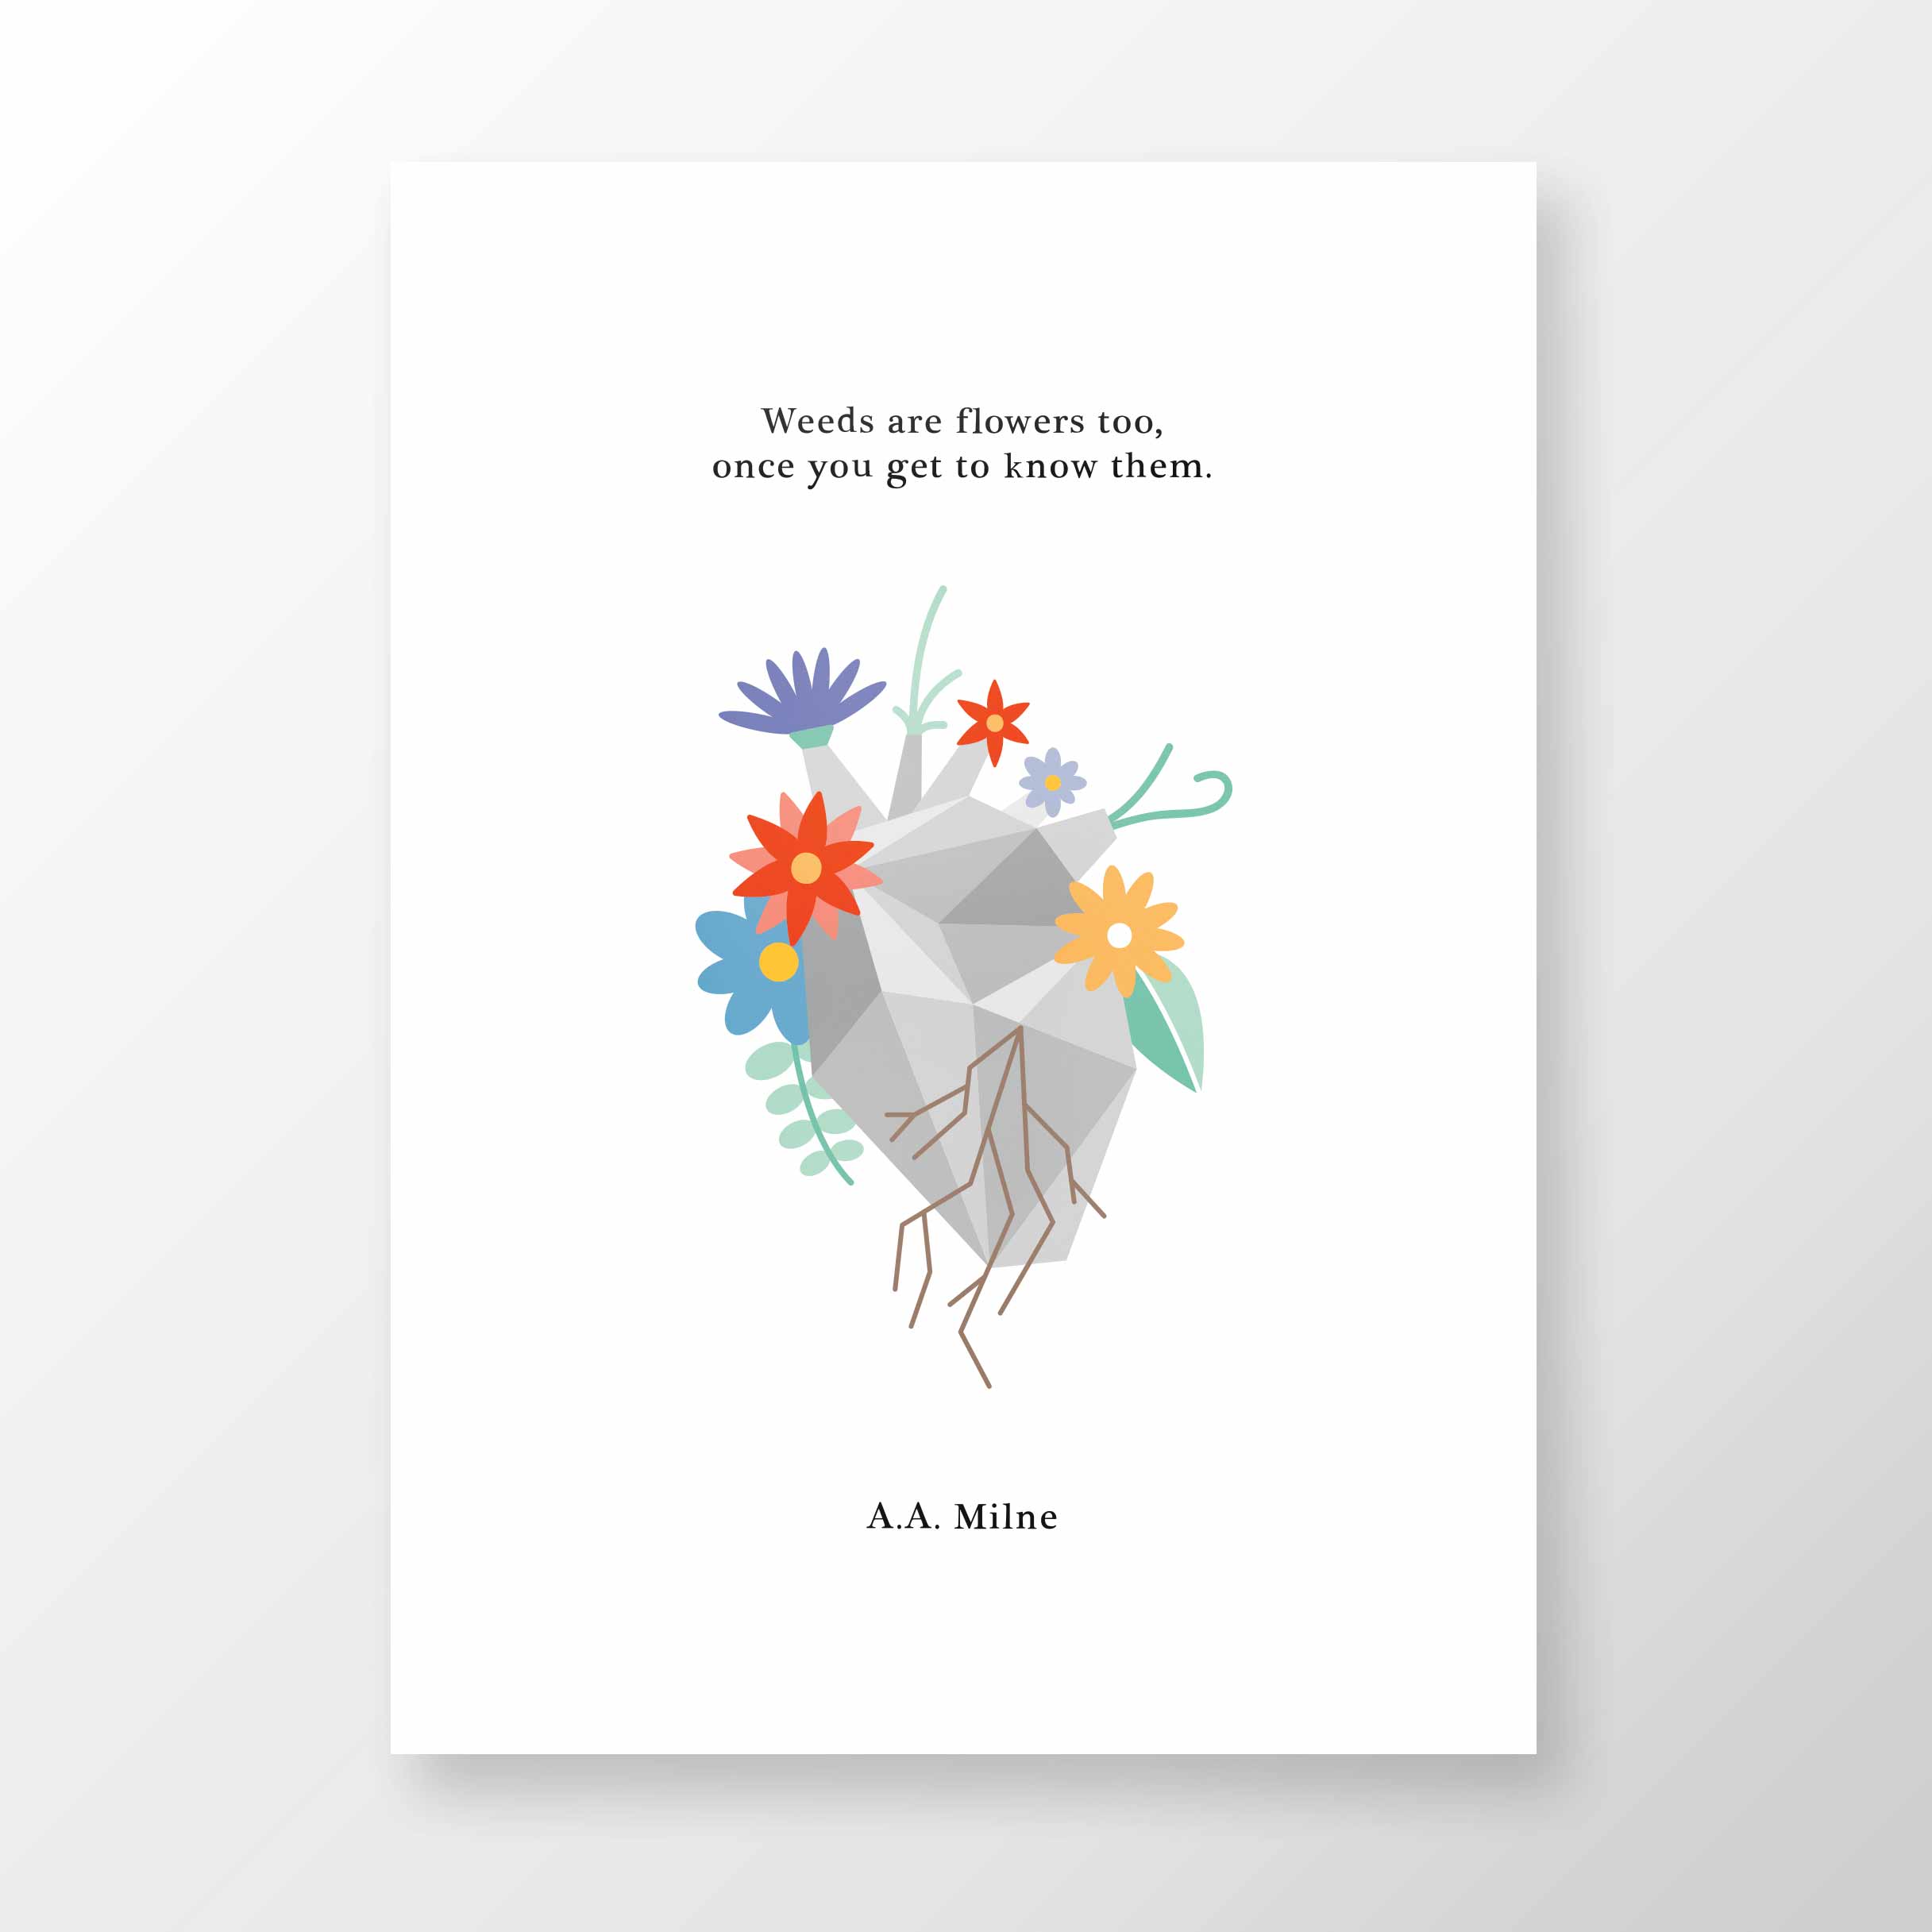 Weeds are flowers too,
once you get to know them.
A.A. Milne